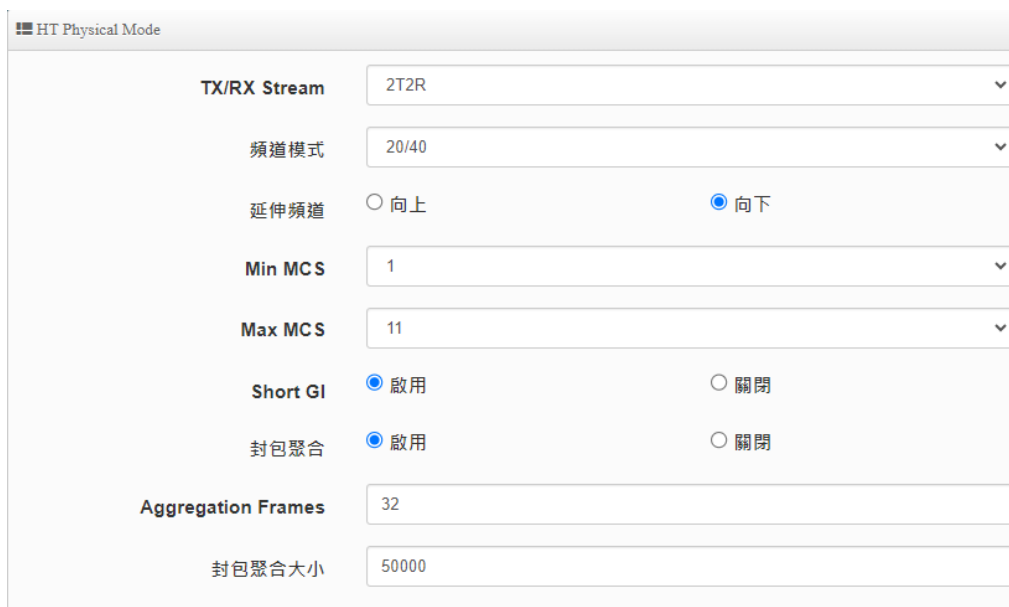 HT Physical Mode
TX/RX Stream 2T2R
頻道模式 20/40
延伸頻道 向上 向下
Min MCS 1
Max MCS 11
Short GI 啟用 關閉
封包聚合 啟用 關閉
Aggregation Frames 32
封包聚合大小 50000